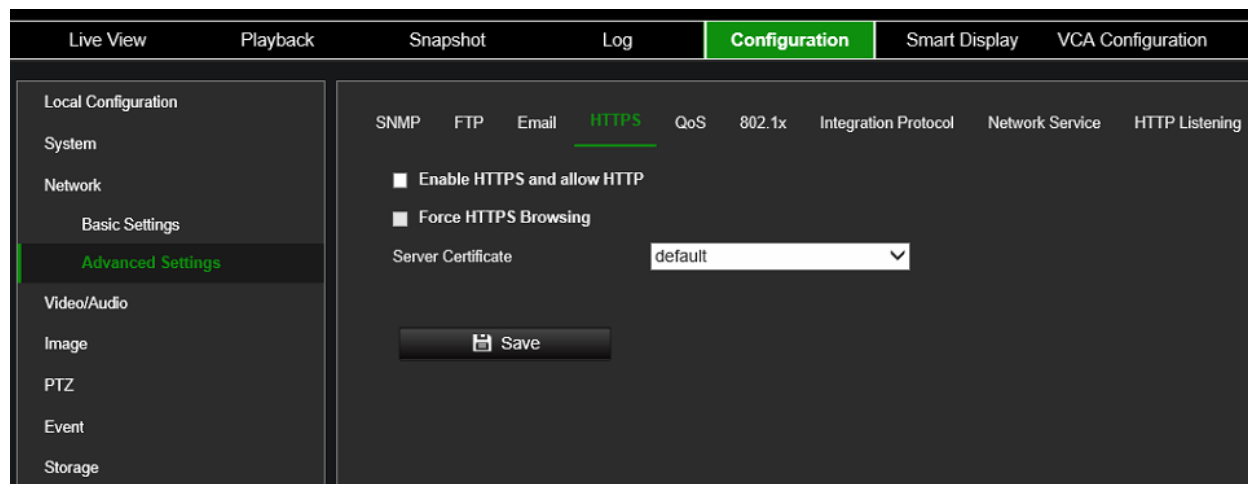 Live View Playback Snapshot Log Configuration Smart Display VCA Configuration
Local Configuration
System
Network
Basic Settings
Advanced Settings
Video/Audio
Image
PTZ
Event
Storage
SNMP FTP Email HTTPS QoS 802.1x Integration Protocol Network Service HTTP Listening
Enable HTTPS and allow HTTP
Force HTTPS Browsing
Server Certificate default
Save